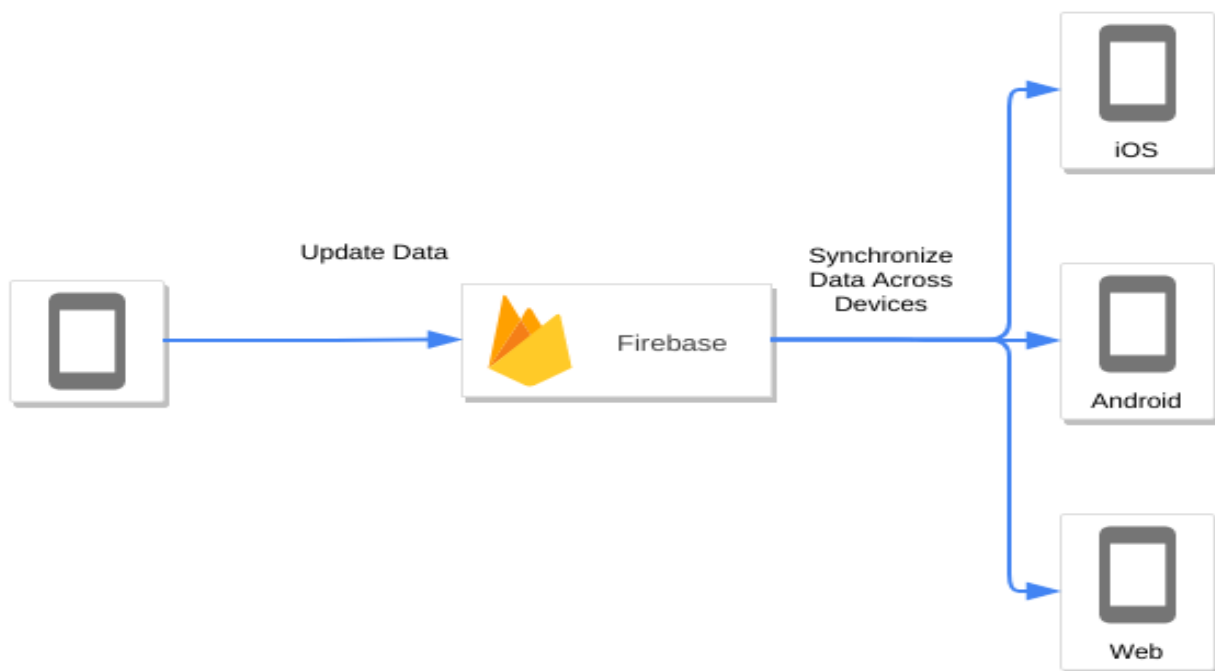 Update Data
Firebase
Synchronize
Data Across
Devices
iOS
Android
Web